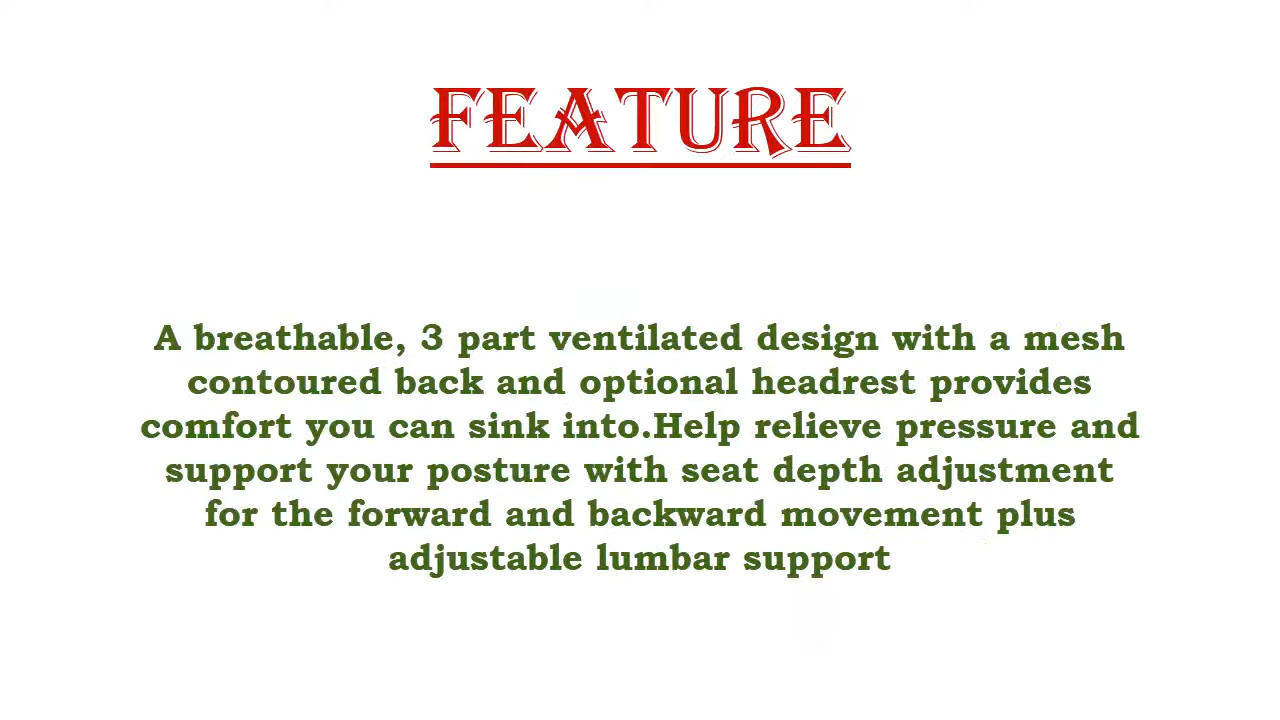 FEATURE
A breathable, 3 part ventilated design with a mesh
contoured back and optional headrest provides
comfort you can sink into.Help relieve pressure and
support your posture with seat depth adjustment
for the forward and backward movement plus
adjustable lumbar support